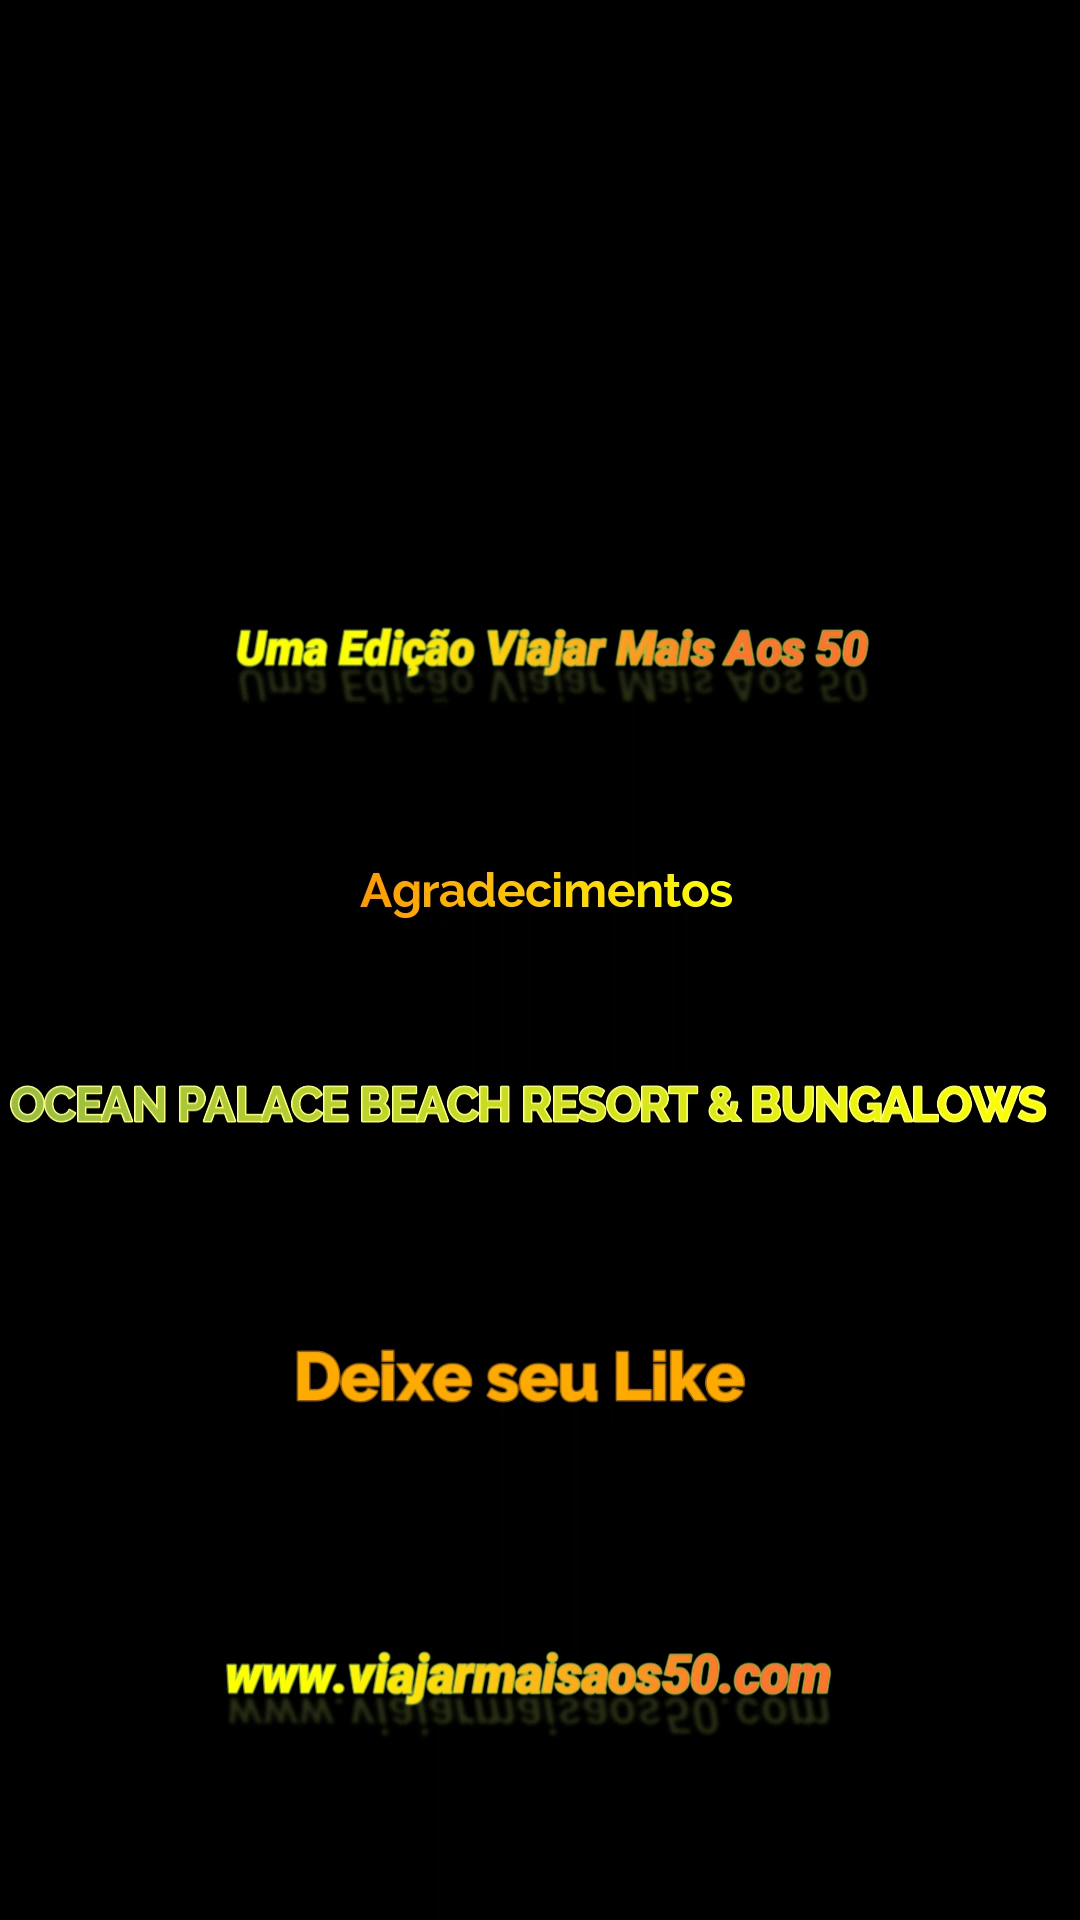 Uma Edição Viajar Mais Aos 50
Agradecimentos
OCEAN PALACE BEACH RESORT & BUNGALOWS
Deixe seu Like
www.viajarmaisaos50.com